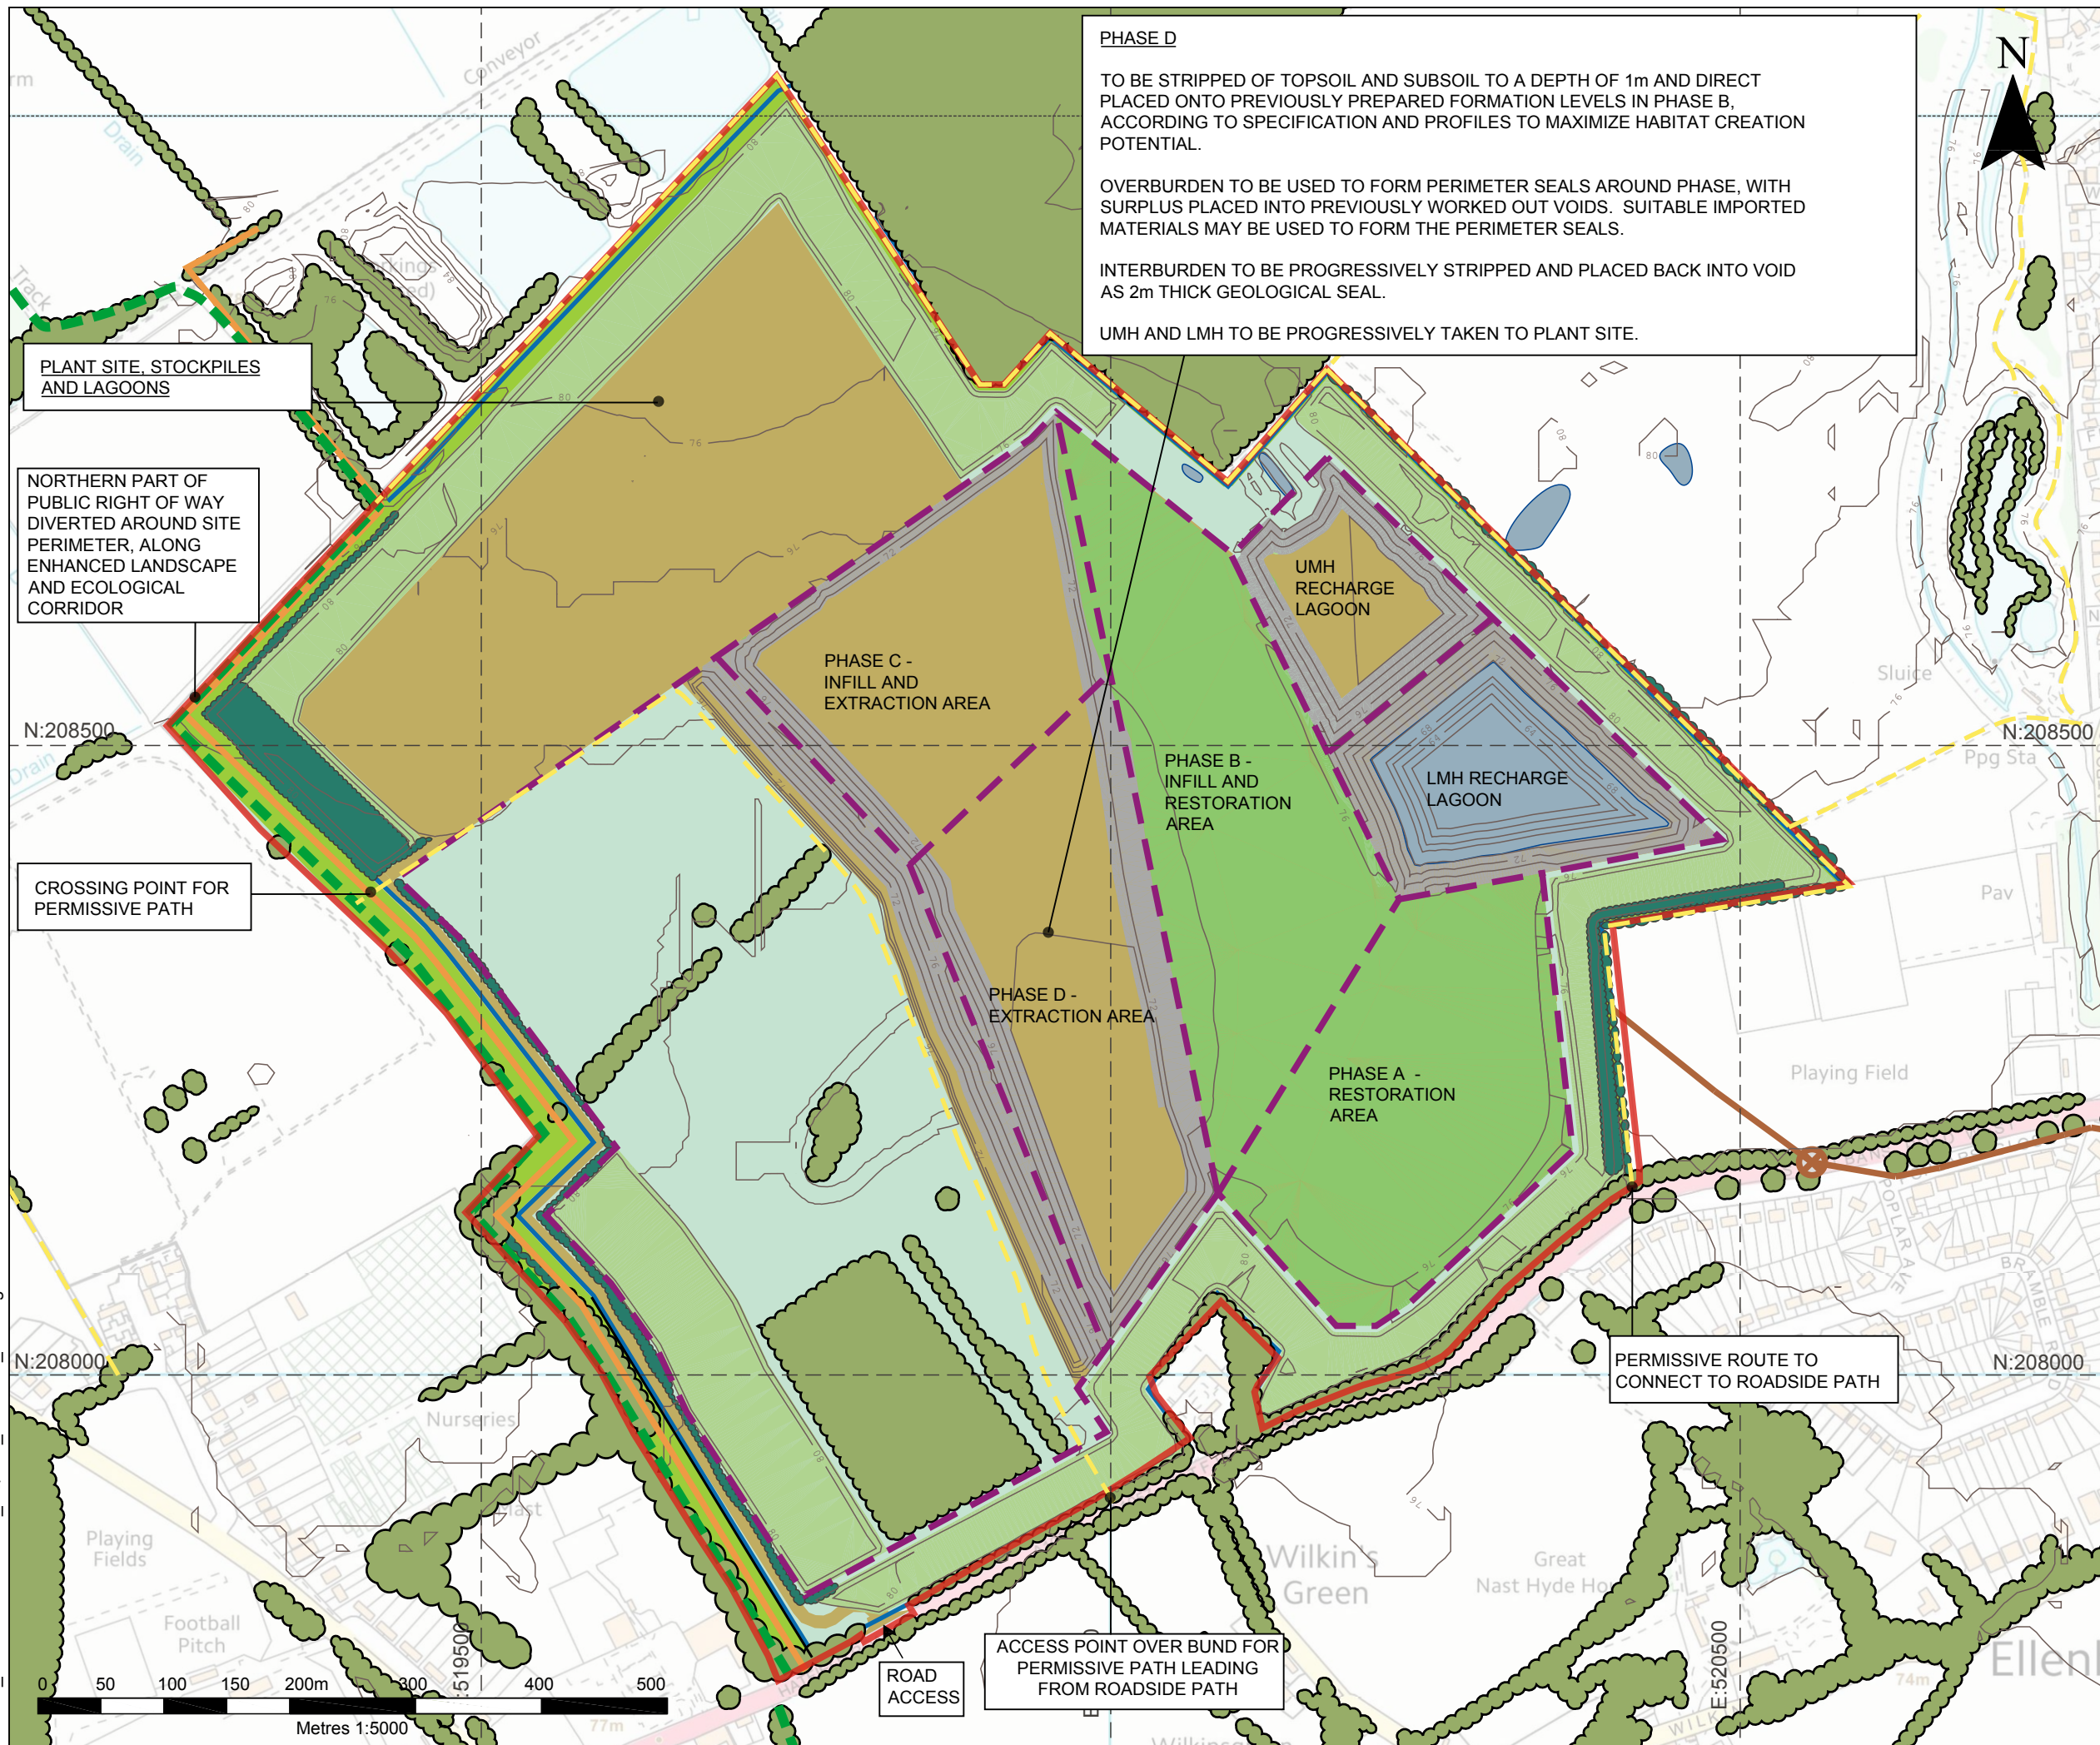 PHASE D
TO BE STRIPPED OF TOPSOIL AND SUBSOIL TO A DEPTH OF 1m AND DIRECT
PLACED ONTO PREVIOUSLY PREPARED FORMATION LEVELS IN PHASE B,
ACCORDING TO SPECIFICATION AND PROFILES TO MAXIMIZE HABITAT CREATION
POTENTIAL.
OVERBURDEN TO BE USED TO FORM PERIMETER SEALS AROUND PHASE, WITH
SURPLUS PLACED INTO PREVIOUSLY WORKED OUT VOIDS. SUITABLE IMPORTED
MATERIALS MAY BE USED TO FORM THE PERIMETER SEALS.
INTERBURDEN TO BE PROGRESSIVELY STRIPPED AND PLACED BACK INTO VOID
AS 2m THICK GEOLOGICAL SEAL.
UMH AND LMH TO BE PROGRESSIVELY TAKEN TO PLANT SITE.
N
Conveyor
Drain
Track
PLANT SITE, STOCKPILES
AND LAGOONS
NORTHERN PART OF
PUBLIC RIGHT OF WAY
DIVERTED AROUND SITE
PERIMETER, ALONG
ENHANCED LANDSCAPE
AND ECOLOGICAL
CORRIDOR
UMH
RECHARGE
LAGOON
PHASE C -
INFILL AND
EXTRACTION AREA
Sluice
N:208500
N:208500
Drain
Ppg Sta
PHASE B -
INFILL AND
RESTORATION
AREA
LMH RECHARGE
LAGOON
CROSSING POINT FOR
PERMISSIVE PATH
Pav
PHASE D -
EXTRACTION AREA
PHASE A -
RESTORATION
AREA
Playing Field
POPLAR AVE
BRAMBLE R
N:208000
N:208000
PERMISSIVE ROUTE TO
CONNECT TO ROADSIDE PATH
Nurseries
Playing
Fields
Wilkin's
Green
Great
Nast Hyde Ho
Football
Pitch
:519500
E:520500
Ellen
ACCESS POINT OVER BUND FOR
PERMISSIVE PATH LEADING
FROM ROADSIDE PATH
ROAD
ACCESS
0 50 100 150 200m 300 400 500
Metres 1:5000
77m
74m
WILK